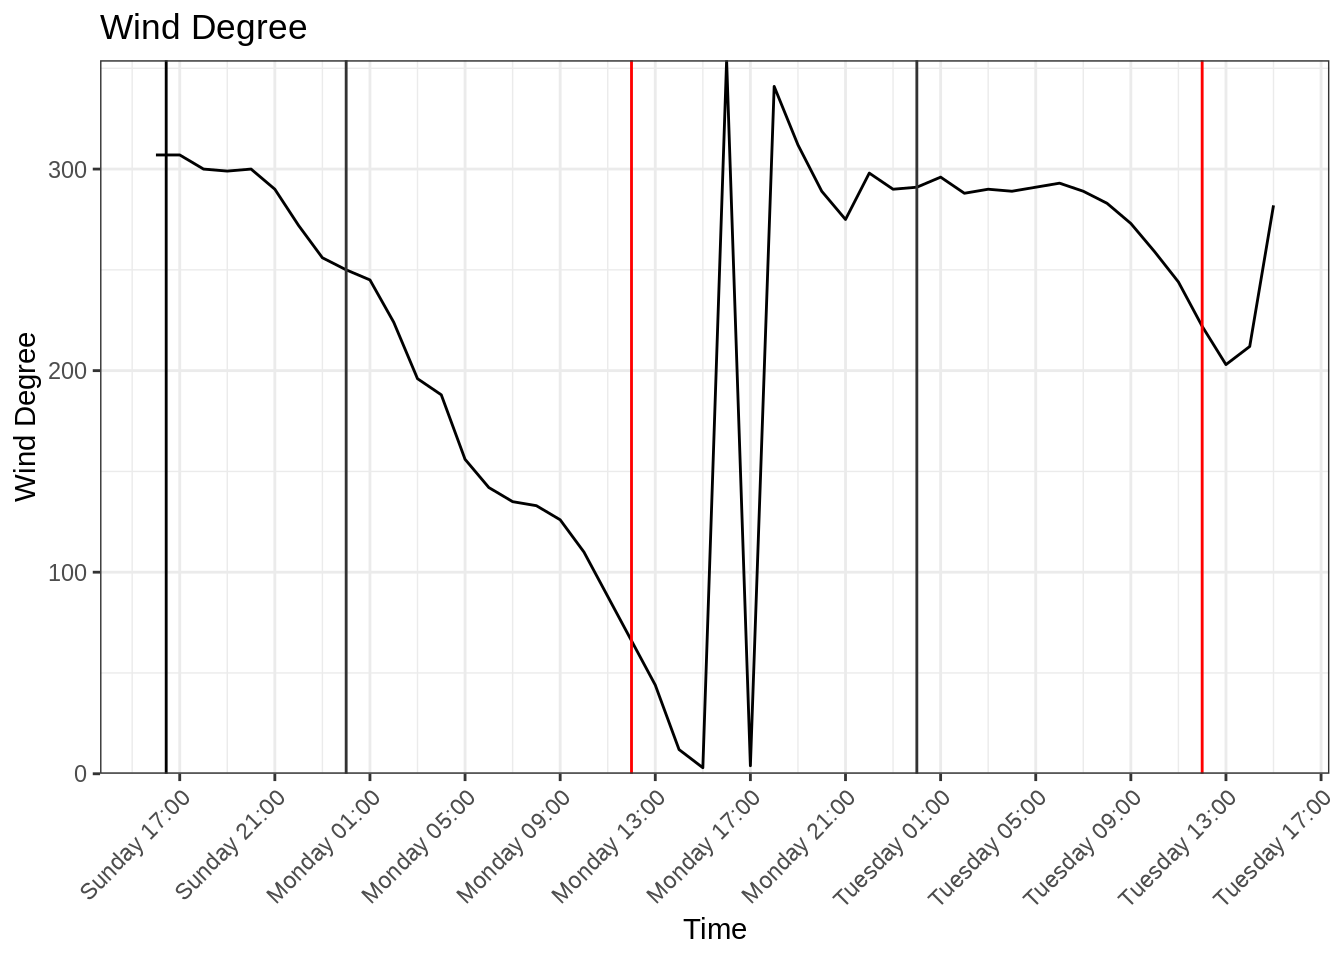 Wind Degree
Wind Degree
300
200
100
0
Sunday 17:00
Sunday 21:00
Monday 01:00
Monday 05:00
Monday 09:00
Monday 13:00
Monday 17:00
Monday 21:00
Tuesday 01:00
Tuesday 05:00
Tuesday 09:00
Tuesday 13:00
Tuesday 17:00
Time